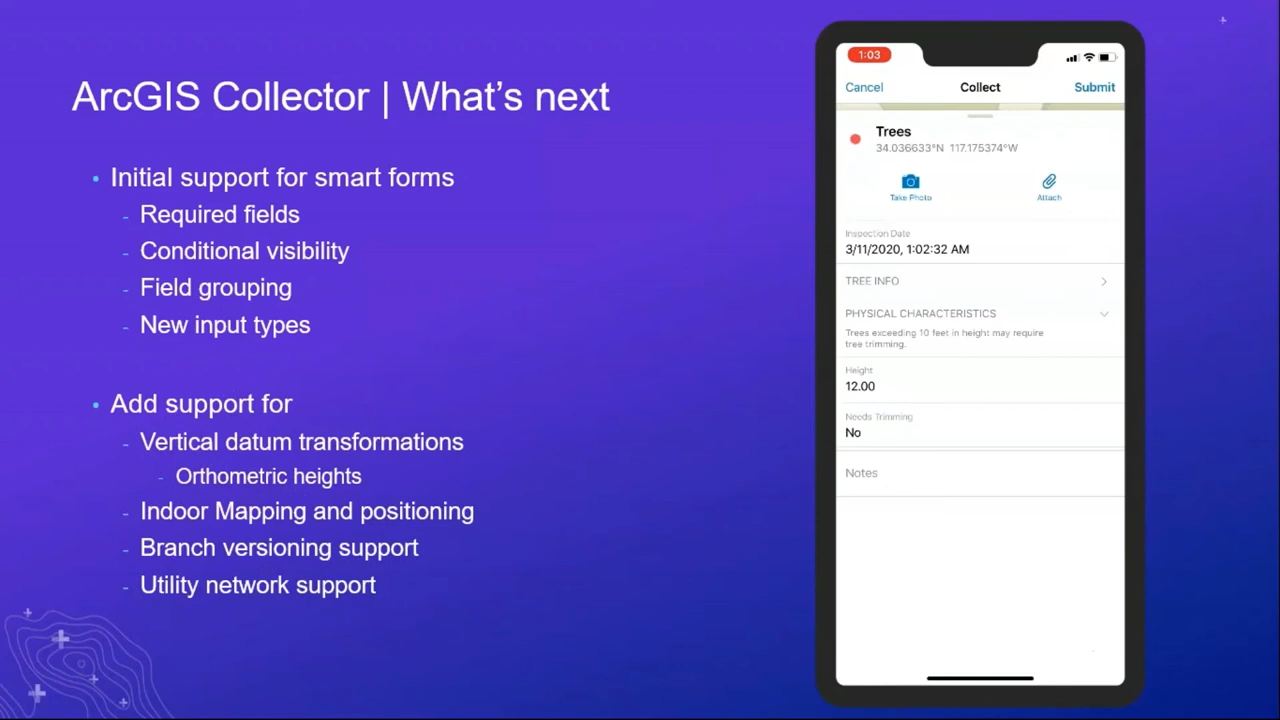 ArcGIS Collector | What's next
• Initial support for smart forms
- Required fields
- Conditional visibility
- Field grouping
- New input types
• Add support for
- Vertical datum transformations
- Orthometric heights
- Indoor Mapping and positioning
- Branch versioning support
- Utility network support
1:03
Cancel Collect Submit
Trees
34.036633°N 117.175374°W
Take Photo Attach
Inspection Date
3/11/2020, 1:02:32 AM
TREE INFO
PHYSICAL CHARACTERISTICS
Trees exceeding 10 feet in height may require
tree trimming.
Height
12.00
Needs Trimming
No
Notes